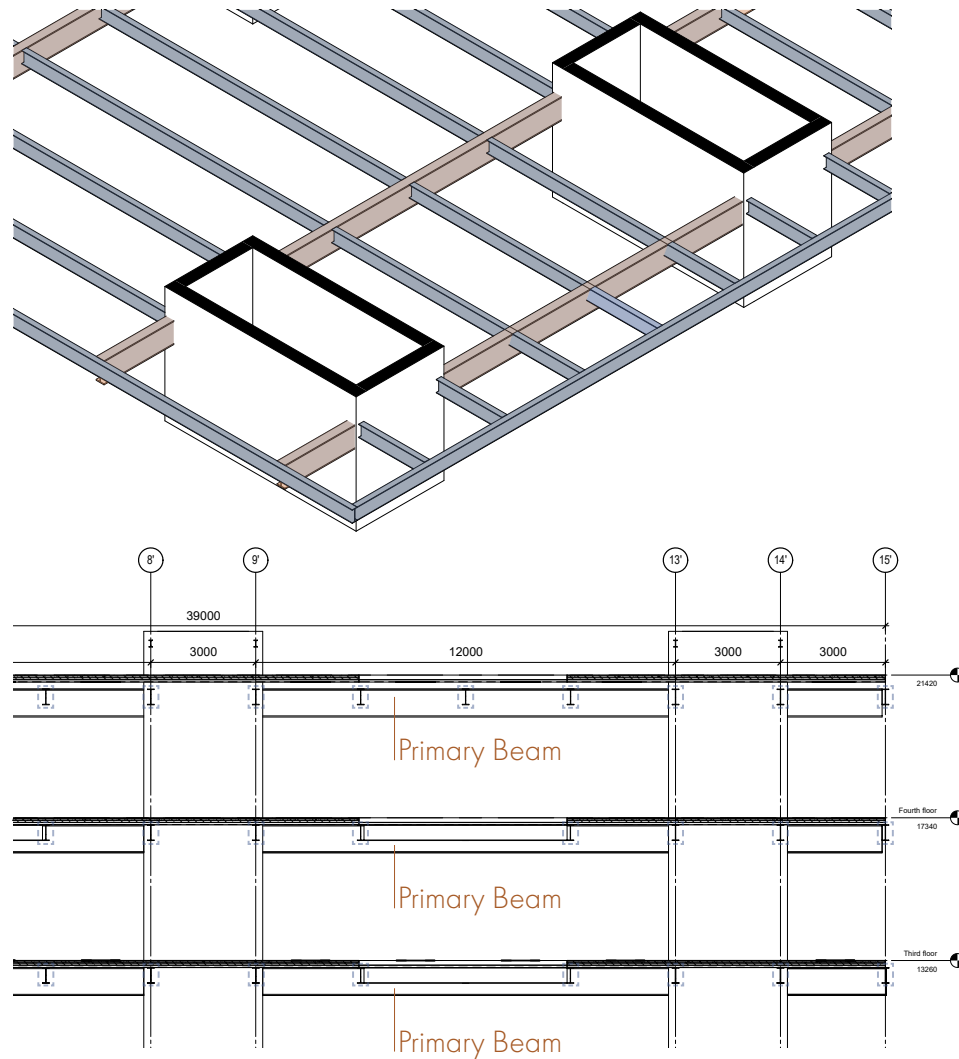 8' 9' 13' 14' 15'
39000
3000 12000 3000 3000
21420
Primary Beam
Fourth floor
17340
Primary Beam
Third floor
13260
Primary Beam